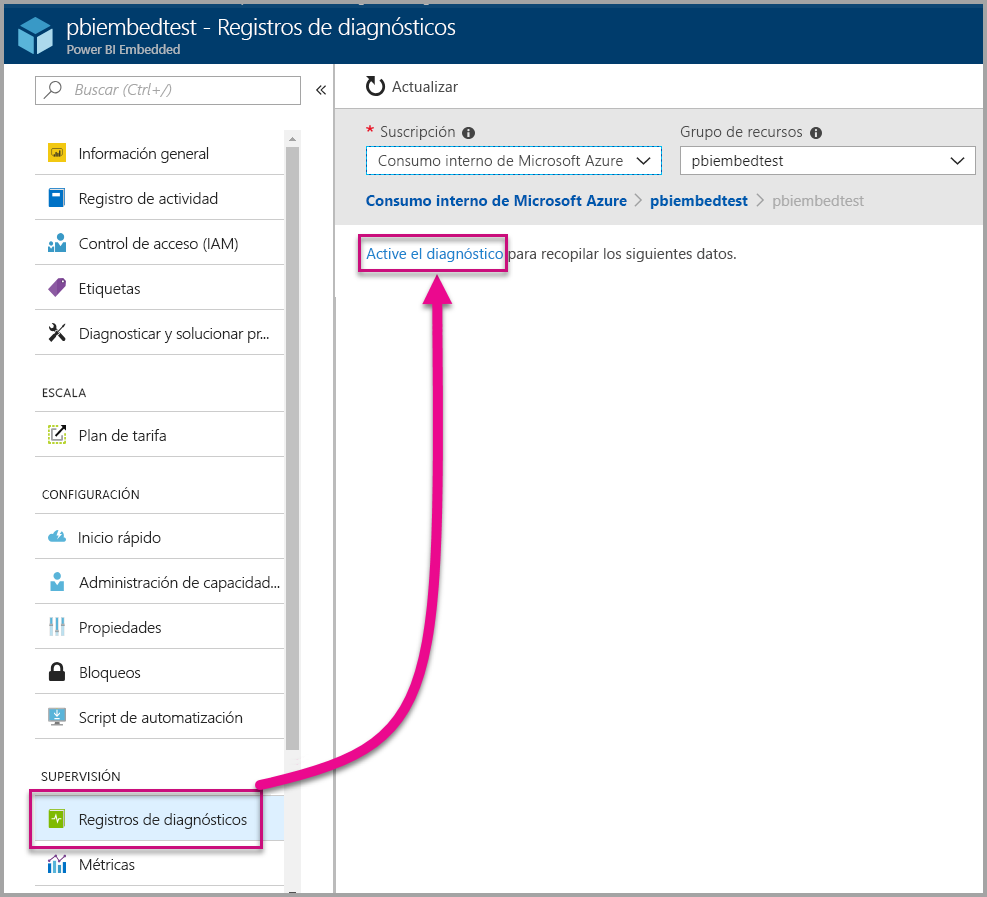 pbiembedtest - Registros de diagnósticos
Power BI Embedded
Buscar (Ctrl+/)
«
Información general
Registro de actividad
Control de acceso (IAM)
Etiquetas
Diagnosticar y solucionar pr...
ESCALA
Plan de tarifa
CONFIGURACIÓN
Inicio rápido
Administración de capacidad...
Propiedades
Bloqueos
Script de automatización
SUPERVISIÓN
Registros de diagnósticos
Métricas
Actualizar
* Suscripción
Grupo de recursos
Consumo interno de Microsoft Azure
pbiembedtest
Consumo interno de Microsoft Azure > pbiembedtest > pbiembedtest
Active el diagnóstico para recopilar los siguientes datos.